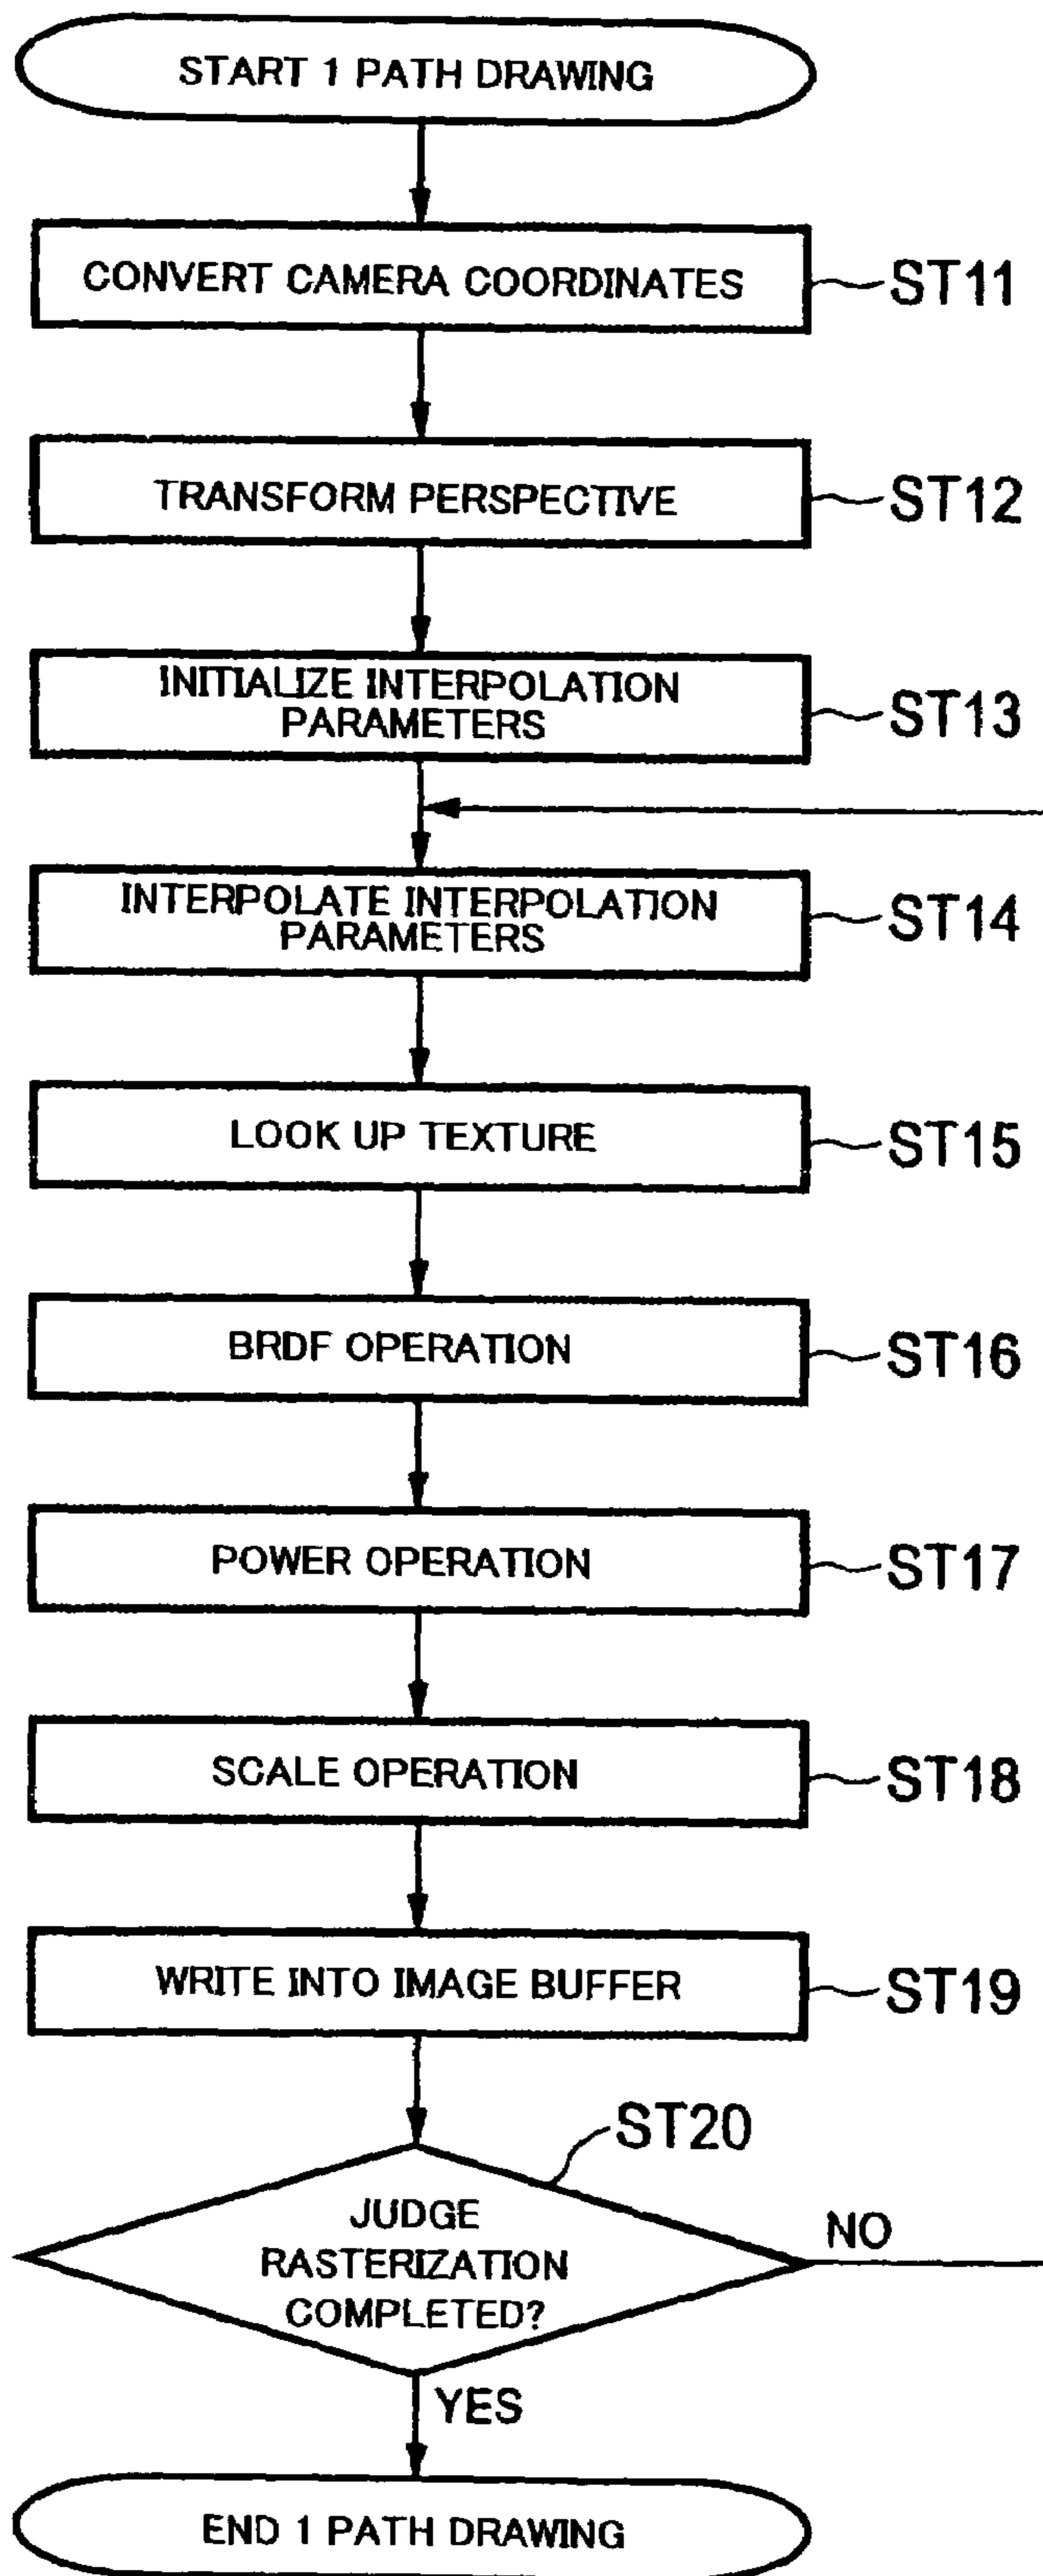 START 1 PATH DRAWING
CONVERT CAMERA COORDINATES
ST11
TRANSFORM PERSPECTIVE
ST12
INITIALIZE INTERPOLATION
PARAMETERS
ST13
INTERPOLATE INTERPOLATION
PARAMETERS
ST14
LOOK UP TEXTURE
ST15
BRDF OPERATION
ST16
POWER OPERATION
ST17
SCALE OPERATION
ST18
WRITE INTO IMAGE BUFFER
ST19
ST20
JUDGE
RASTERIZATION
COMPLETED?
NO
YES
END 1 PATH DRAWING